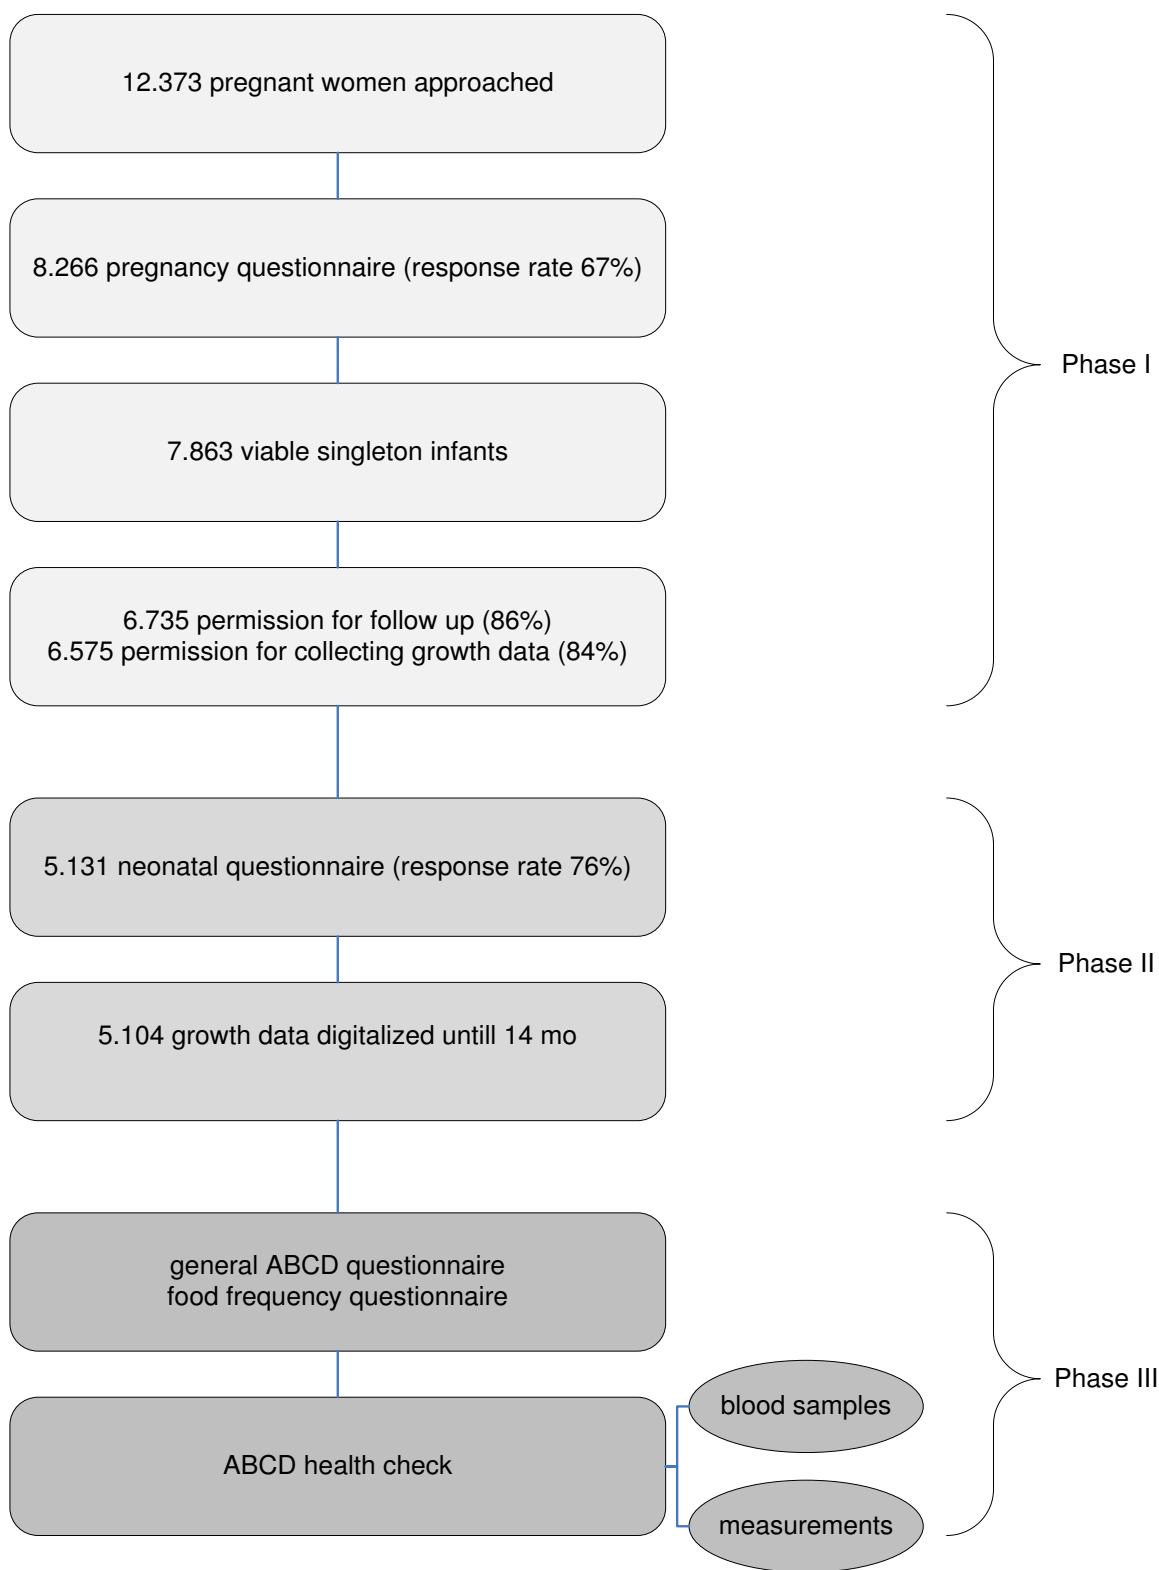 12.373 pregnant women approached
8.266 pregnancy questionnaire (response rate 67%)
7.863 viable singleton infants
6.735 permission for follow up (86%)
6.575 permission for collecting growth data (84%)
Phase I
5.131 neonatal questionnaire (response rate 76%)
5.104 growth data digitalized untill 14 mo
Phase II
general ABCD questionnaire
food frequency questionnaire
ABCD health check
blood samples
measurements
Phase III